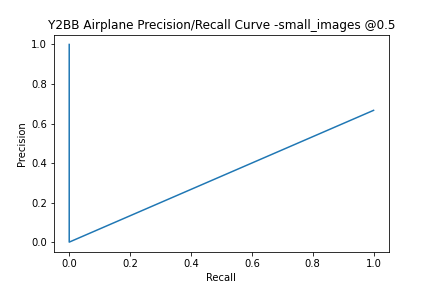 Y2BB Airplane Precision/Recall Curve -small_images @0.5
1.0
0.8
0.6
0.4
0.2
0.0
Precision
0.0 0.2 0.4 0.6 0.8 1.0
Recall